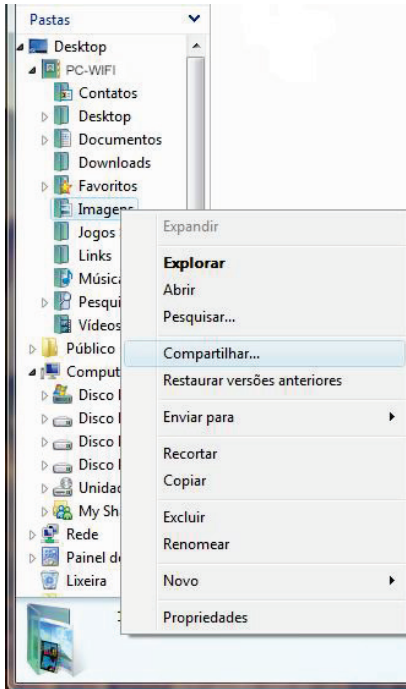 Pastas
Desktop
PC-WIFI
Contatos
Desktop
Documentos
Downloads
Favoritos
Imagens
Jogos
Links
Música
Pesqui
Vídeos
Público
Comput
Disco
Disco
Disco
Disco
Unidad
My Sh
Rede
Painel d
Lixeira
Expandir
Explorar
Abrir
Pesquisar...
Compartilhar...
Restaurar versões anteriores
Enviar para
Recortar
Copiar
Excluir
Renomear
Novo
Propriedades